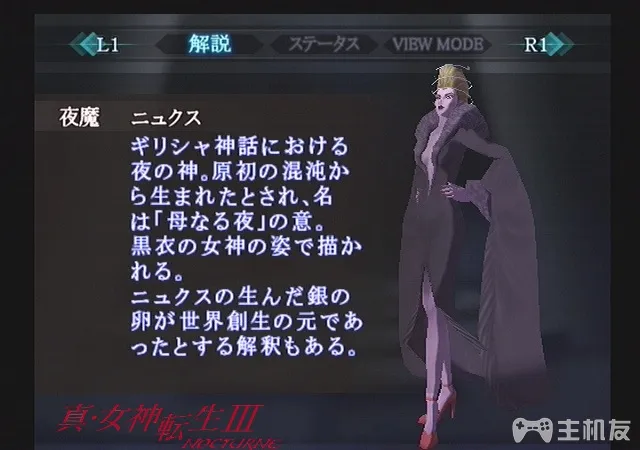 L1 解説 ステータス VIEW MODE R1
夜魔 ニュクス
ギリシャ神話における
夜の神。原初の混沌か
ら生まれたとされ、名
は「母なる夜」の意。
黒衣の女神の姿で描か
れる。
ニュクスの生んだ銀の
卵が世界創生の元であ
ったとする解釈もある。
真・女神転生III
NOCTURNE
主机友